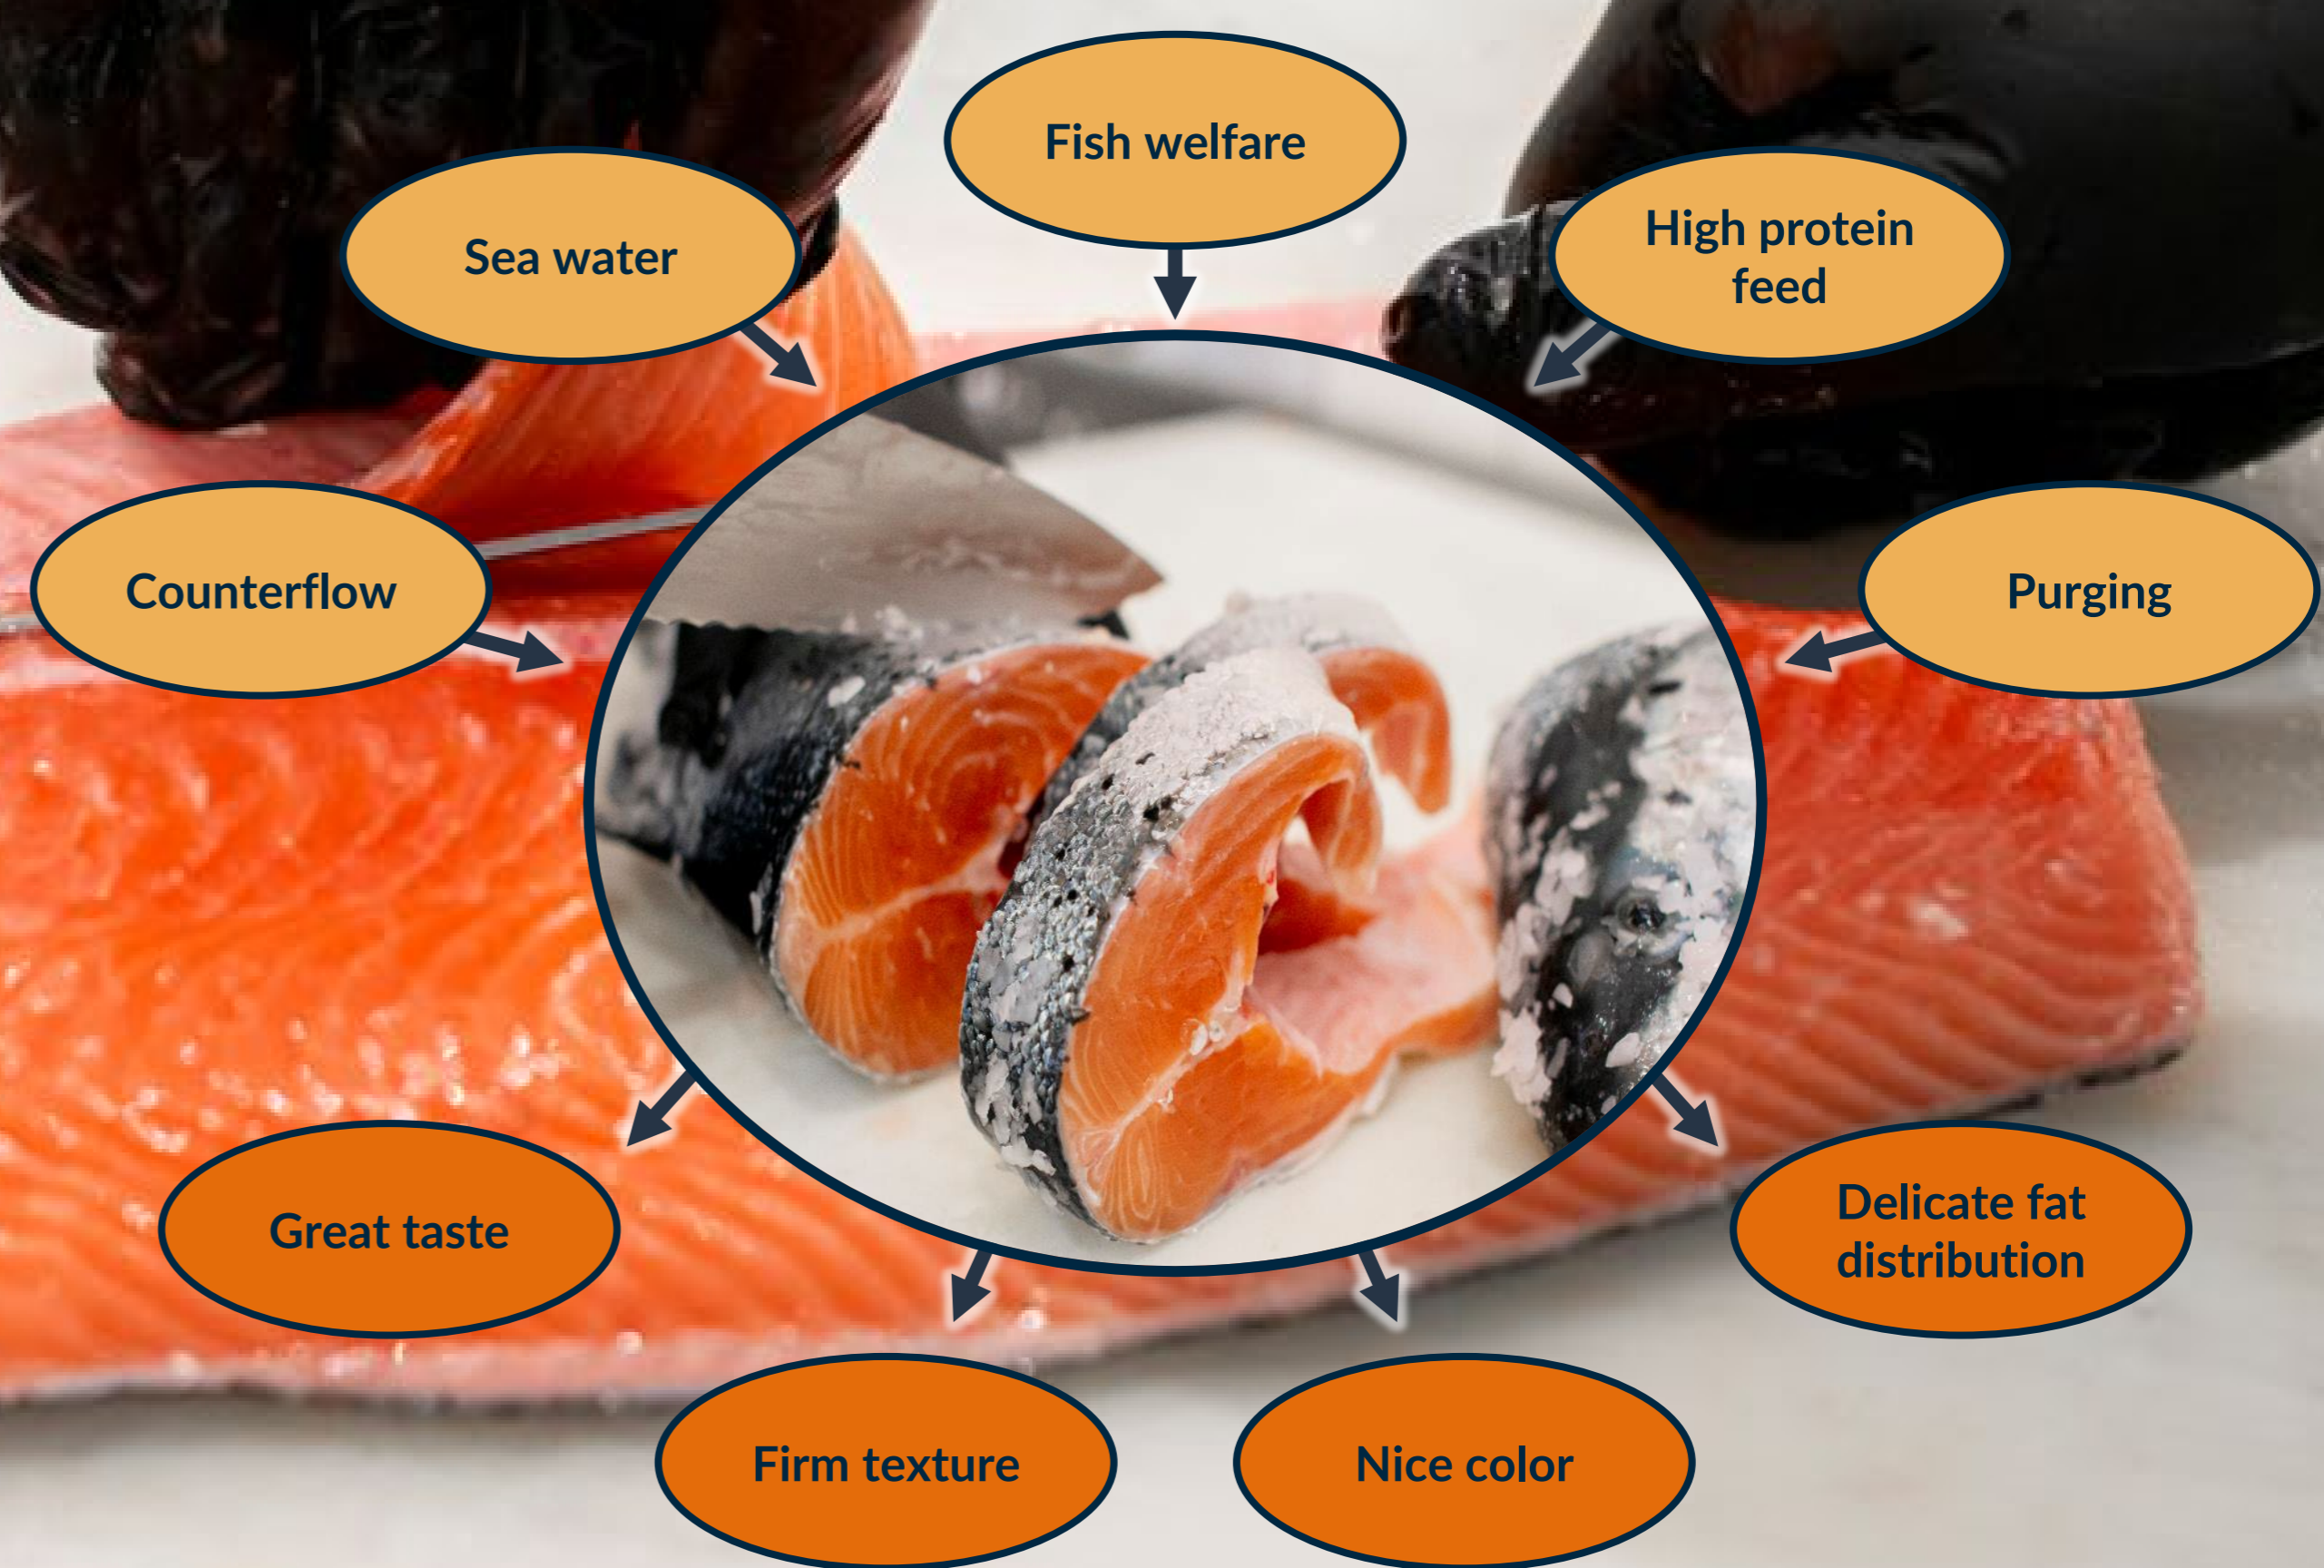 Fish welfare
Sea water
High protein
feed
Counterflow
Purging
Great taste
Delicate fat
distribution
Firm texture
Nice color